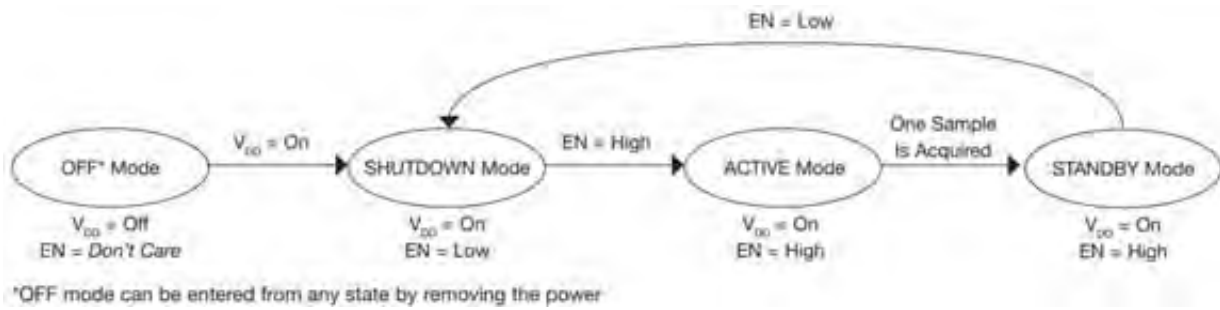 EN = Low
One Sample
Is Acquired
V_DD = On
EN = High
OFF* Mode
SHUTDOWN Mode
ACTIVE Mode
STANDBY Mode
V_DD = Off
EN = Don't Care
V_DD = On
EN = Low
V_DD = On
EN = High
V_DD = On
EN = High
*OFF mode can be entered from any state by removing the power